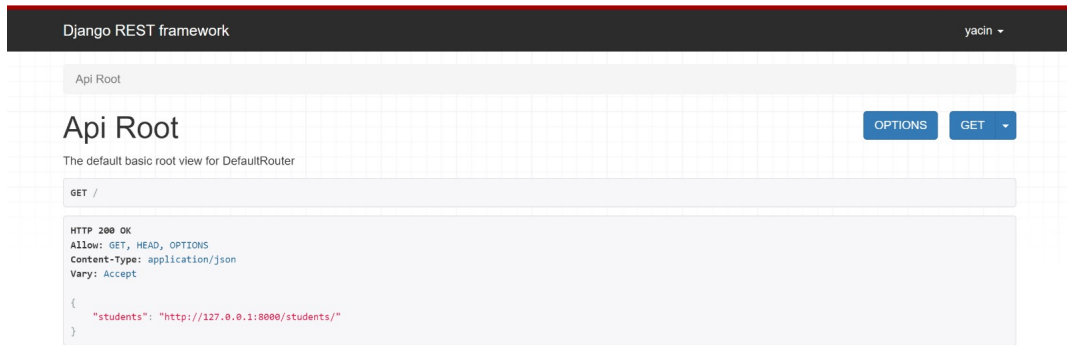 Django REST framework
yacin
Api Root
Api Root
OPTIONS
GET
The default basic root view for DefaultRouter
GET /
HTTP 200 OK
Allow: GET, HEAD, OPTIONS
Content-Type: application/json
Vary: Accept
{
    "students": "http://127.0.0.1:8000/students/"
}